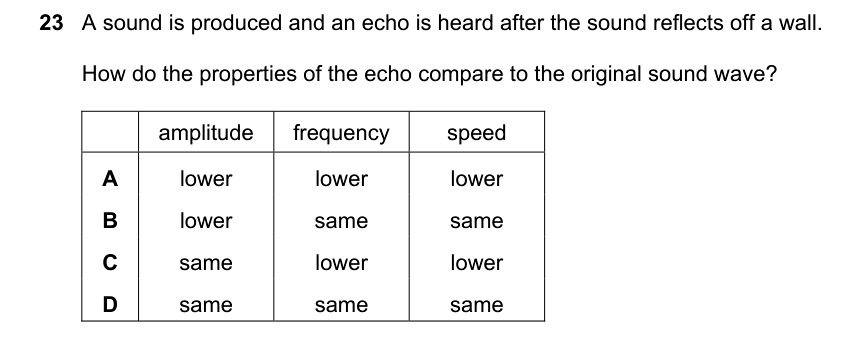 23 A sound is produced and an echo is heard after the sound reflects off a wall.
How do the properties of the echo compare to the original sound wave?
amplitude frequency speed
A lower lower lower
B lower same same
C same lower lower
D same same same